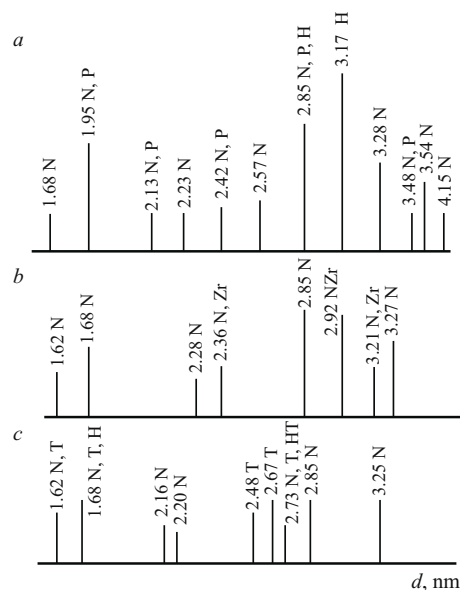 a
1.68 N
1.95 N, P
2.13 N, P
2.23 N
2.42 N, P
2.57 N
2.85 N, P, H
3.17 H
3.28 N
3.48 N, P
3.54 N
4.15 N
b
1.62 N
1.68 N
2.28 N
2.36 N, Zr
2.85 N
2.92 NZr
3.21 N, Zr
3.27 N
c
1.62 N, T
1.68 N, T, H
2.16 N
2.20 N
2.48 T
2.67 T
2.73 N, T, HT
2.85 N
3.25 N
d, nm